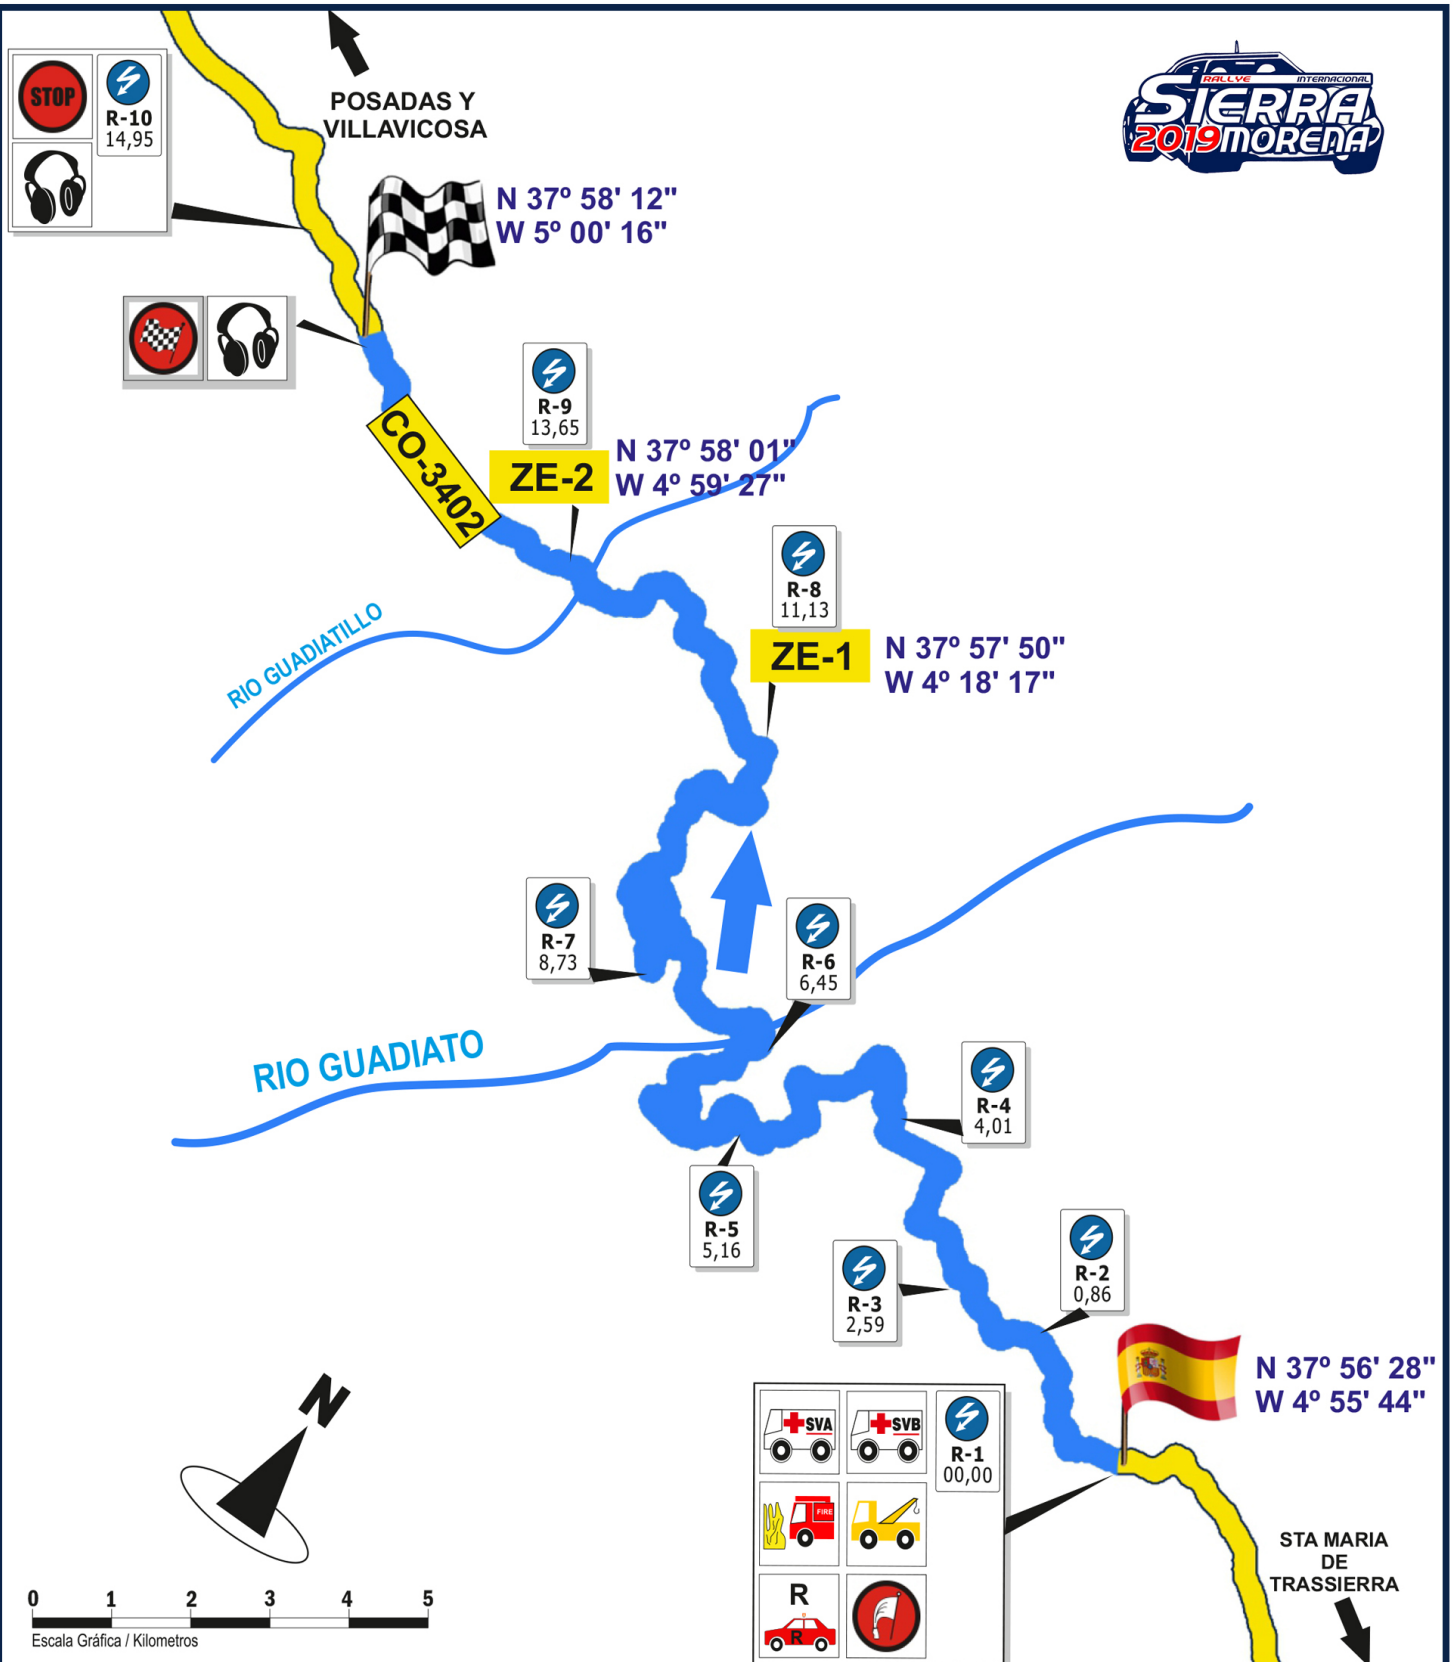 STOP
R-10
14,95
POSADAS Y
VILLAVICOSA
RALLYE INTERNACIONAL
SIERRA
2019 MORENA
N 37º 58' 12"
W 5º 00' 16"
R-9
13,65
CO-3402
ZE-2
N 37º 58' 01"
W 4º 59' 27"
R-8
11,13
ZE-1
N 37º 57' 50"
W 4º 18' 17"
RIO GUADIATILLO
R-7
8,73
R-6
6,45
RIO GUADIATO
R-4
4,01
R-5
5,16
R-3
2,59
R-2
0,86
N 37º 56' 28"
W 4º 55' 44"
SVA
SVB
R-1
00,00
FIRE
R
R
N
STA MARIA
DE
TRASSIERRA
0 1 2 3 4 5
Escala Gráfica / Kilometros